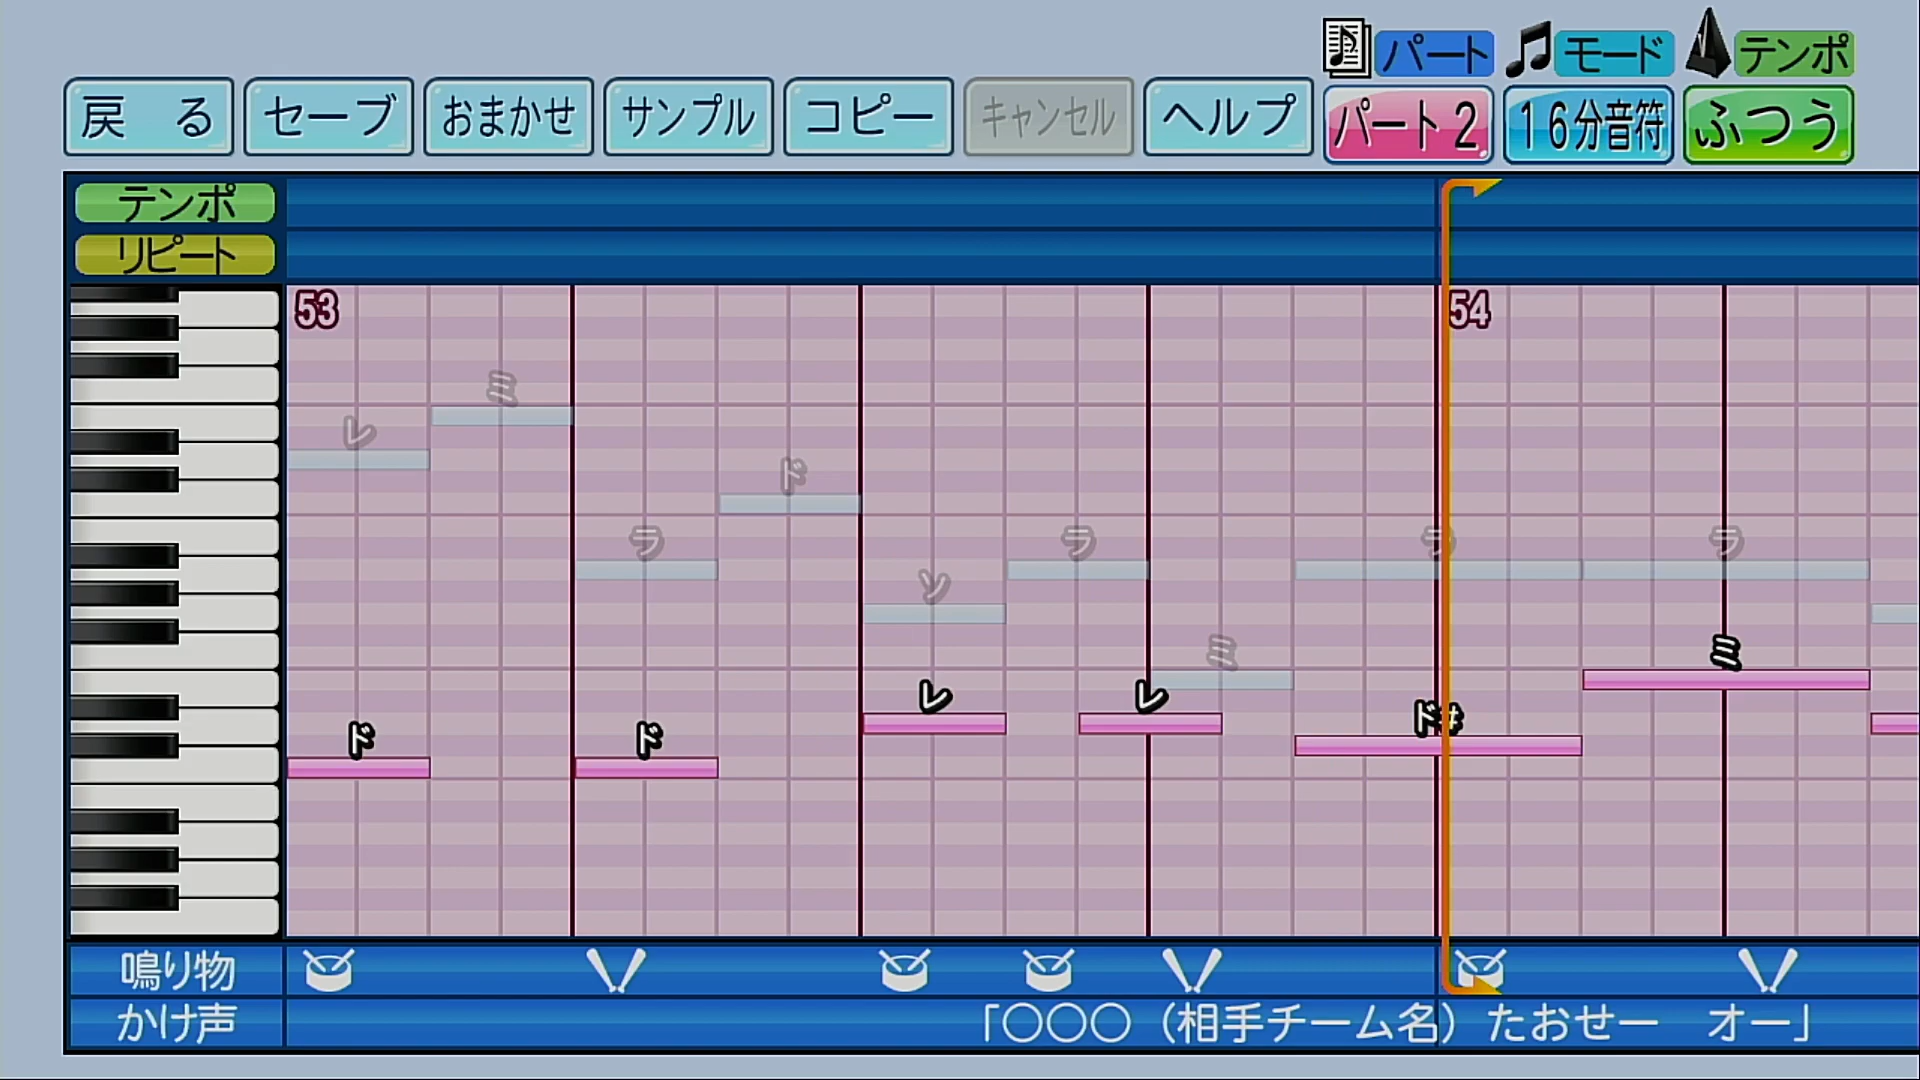 パート モード テンポ
戻 る セーブ おまかせ サンプル コピー キャンセル ヘルプ パート2 16分音符 ふつう
テンポ
リピート
53 54
ミ
レ
ド
ラ ラ ラ ラ
ソ
ミ ミ
レ レ
ド ド ド#
鳴り物
かけ声 「〇〇〇（相手チーム名）たおせー オー」